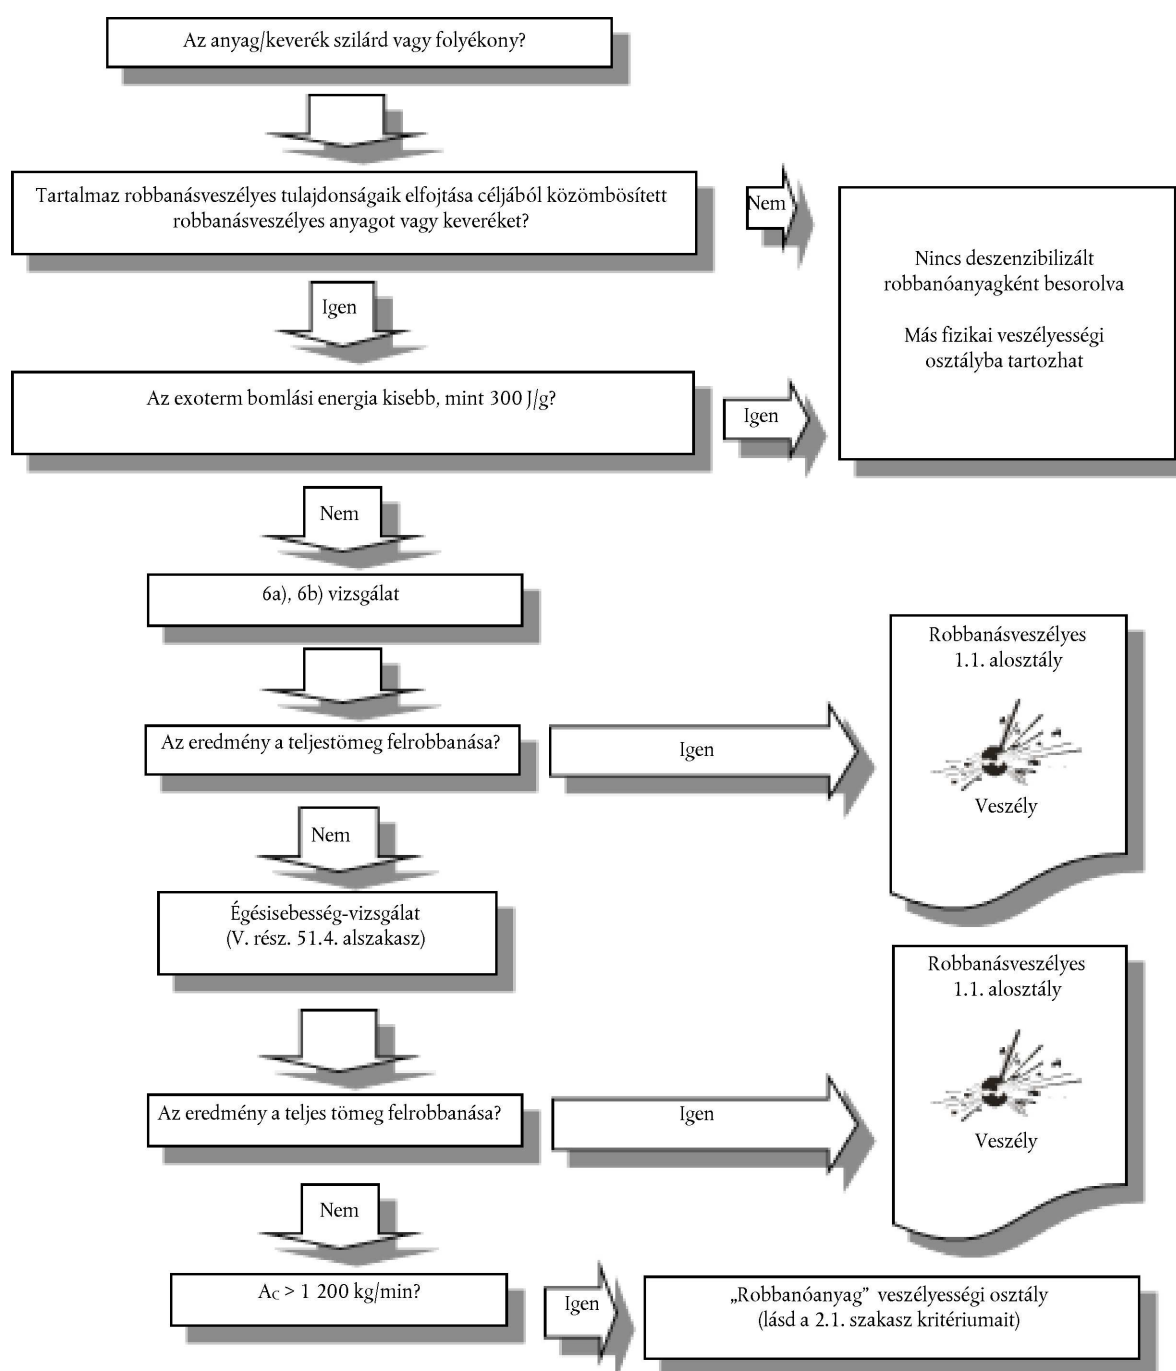 Az anyag/keverék szilárd vagy folyékony?
Tartalmaz robbanásveszélyes tulajdonságaik elfojtása céljából közömbösített
robbanásveszélyes anyagot vagy keveréket?
Nem
Nincs deszenzibilizált
robbanóanyagként besorolva
Más fizikai veszélyességi
osztályba tartozhat
Igen
Az exoterm bomlási energia kisebb, mint 300 J/g?
Igen
Nem
6a), 6b) vizsgálat
Az eredmény a teljestömeg felrobbanása?
Igen
Robbanásveszélyes
1.1. alosztály
Veszély
Nem
Égésisebesség-vizsgálat
(V. rész. 51.4. alszakasz)
Az eredmény a teljes tömeg felrobbanása?
Igen
Robbanásveszélyes
1.1. alosztály
Veszély
Nem
AC > 1 200 kg/min?
Igen
„Robbanóanyag” veszélyességi osztály
(lásd a 2.1. szakasz kritériumait)